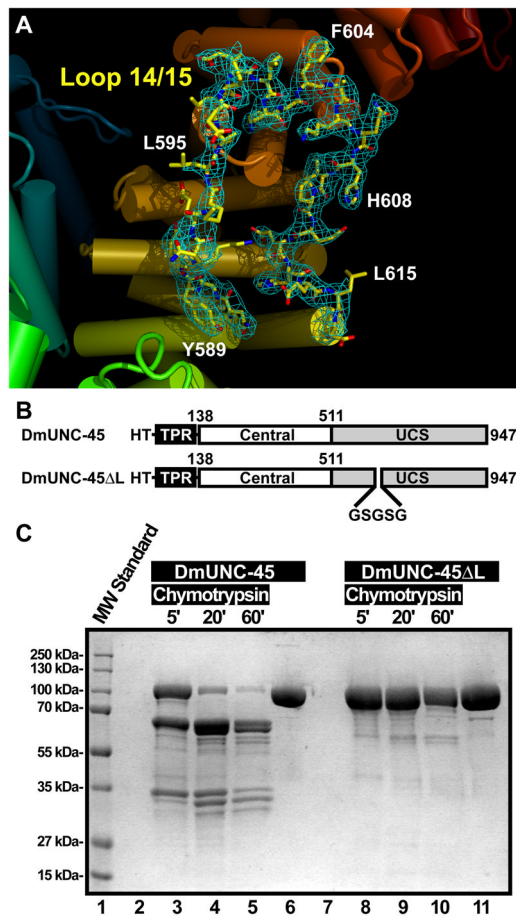 A
F604
Loop 14/15
L595
H608
L615
Y589
B
138 511
DmUNC-45 HT- TPR Central UCS 947
138 511
DmUNC-45ΔL HT- TPR Central UCS 947
GSGSG
C
MW Standard
DmUNC-45 DmUNC-45ΔL
Chymotrypsin Chymotrypsin
5' 20' 60' 5' 20' 60'
250 kDa-
130 kDa-
100 kDa-
70 kDa-
55 kDa-
35 kDa-
27 kDa-
15 kDa-
1 2 3 4 5 6 7 8 9 10 11